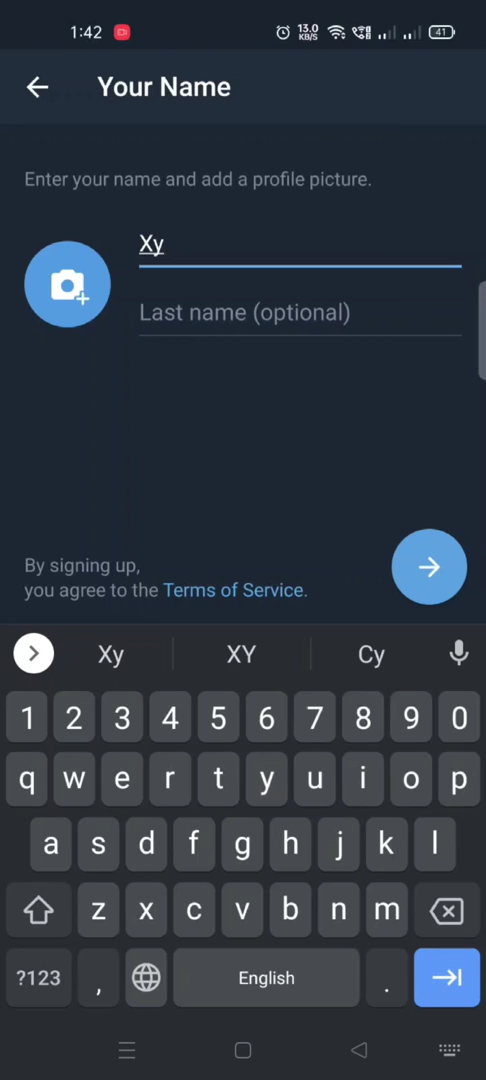 1:42 13.0 KB/S 41
Your Name
Enter your name and add a profile picture.
Xy
Last name (optional)
By signing up,
you agree to the Terms of Service.
Xy XY Cy
1 2 3 4 5 6 7 8 9 0
q w e r t y u i o p
a s d f g h j k l
z x c v b n m
?123 , English .